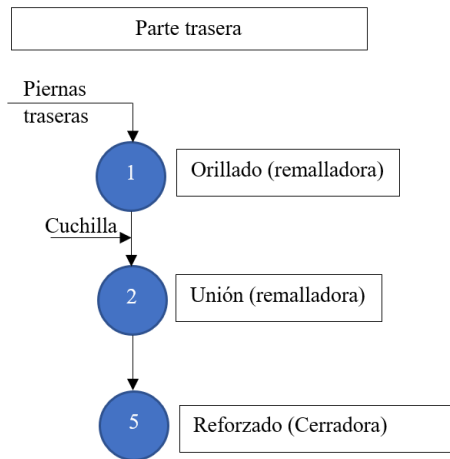 Parte trasera
Piernas
traseras
1
Orillado (remalladora)
Cuchilla
2
Unión (remalladora)
5
Reforzado (Cerradora)